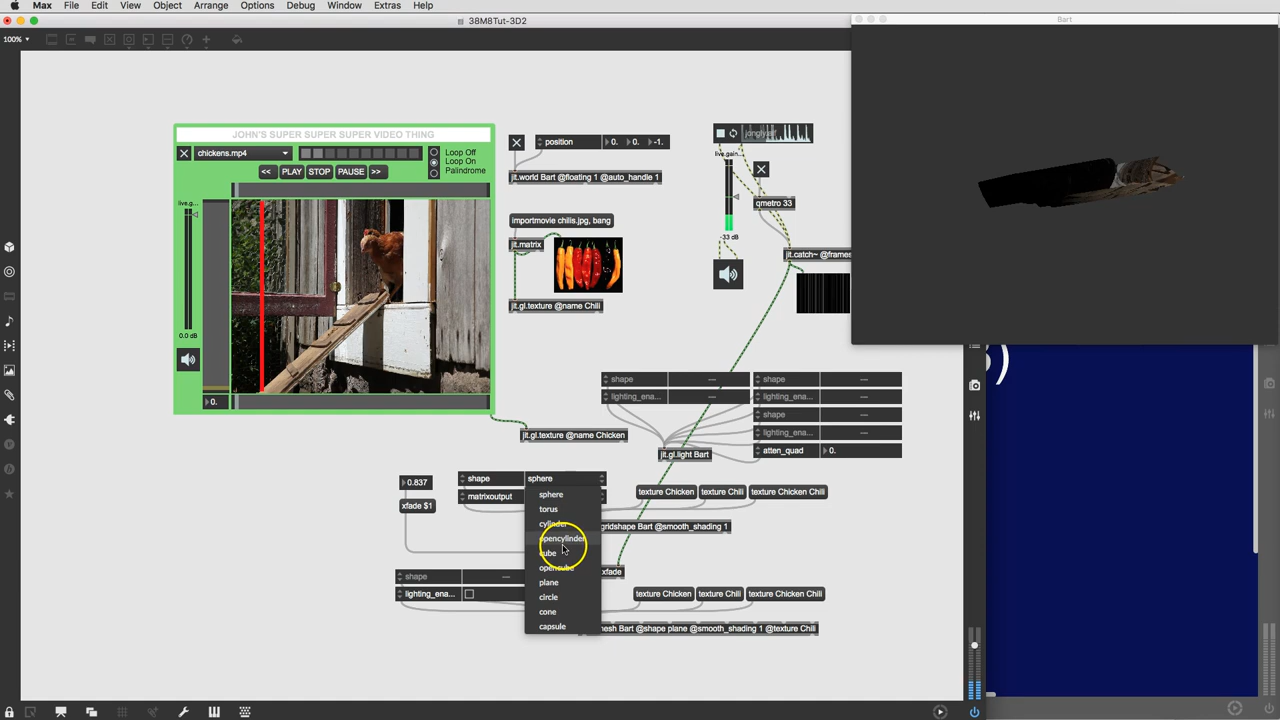 Max File Edit View Object Arrange Options Debug Window Extras Help
38M8Tut-3D2
Bart
100%
JOHN'S SUPER SUPER SUPER VIDEO THING
chickens.mp4
Loop Off
Loop On
Palindrome
<< PLAY STOP PAUSE >>
live.g...
0.0 dB
0.
position 0. 0. -1.
jit.world Bart @floating 1 @auto_handle 1
importmovie chilis.jpg, bang
jit.matrix
jit.gl.texture @name Chili
jongly.aif
live.gain...
-33 dB
qmetro 33
jit.catch~ @frames
shape ---
shape ---
lighting_ena... ---
lighting_ena... ---
shape ---
lighting_ena... ---
atten_quad 0.
jit.gl.light Bart
jit.gl.texture @name Chicken
0.837
xfade $1
shape sphere
matrixoutput
sphere
torus
cylinder
opencylinder
cube
opencube
plane
circle
cone
capsule
texture Chicken texture Chili texture Chicken Chili
gridshape Bart @smooth_shading 1
xfade
shape ---
lighting_ena...
texture Chicken texture Chili texture Chicken Chili
mesh Bart @shape plane @smooth_shading 1 @texture Chili